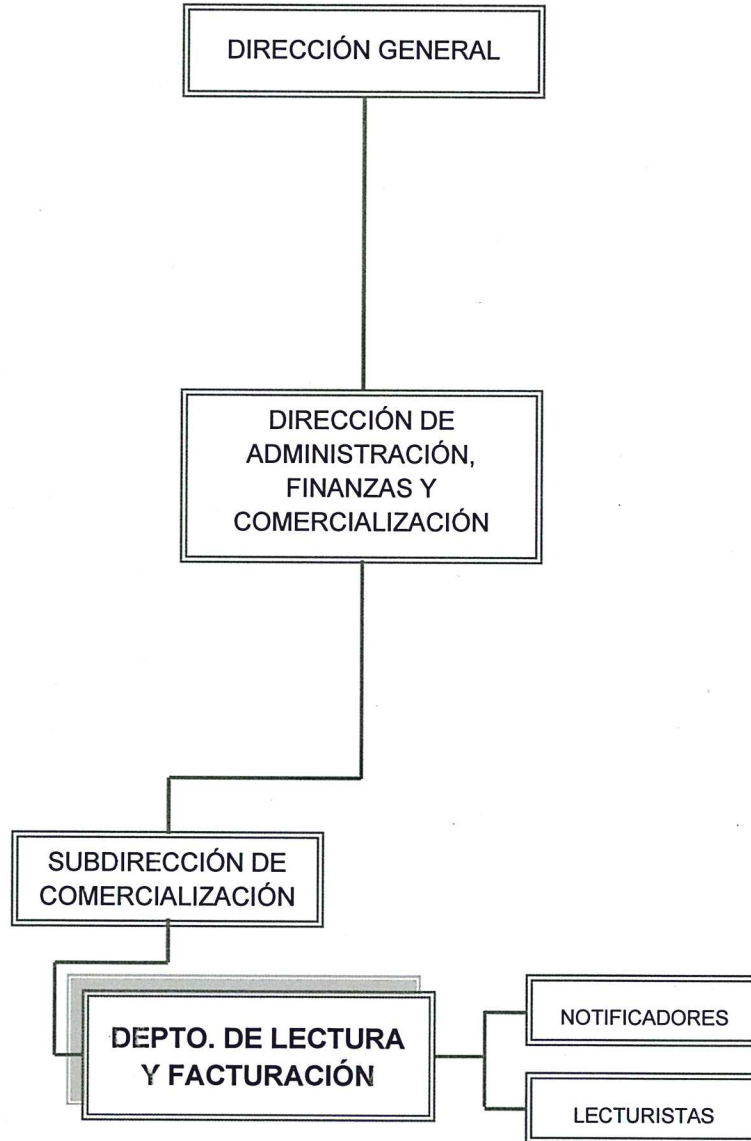 DIRECCIÓN GENERAL
DIRECCIÓN DE
ADMINISTRACIÓN,
FINANZAS Y
COMERCIALIZACIÓN
SUBDIRECCIÓN DE
COMERCIALIZACIÓN
DEPTO. DE LECTURA
Y FACTURACIÓN
NOTIFICADORES
LECTURISTAS